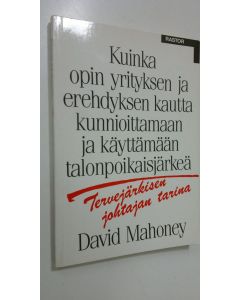 RASTOR
Kuinka
opin yrityksen ja
erehdyksen kautta
kunnioittamaan
ja käyttämään
talonpoikaisjärkeä
Tervejärkisen
johtajan tarina
David Mahoney